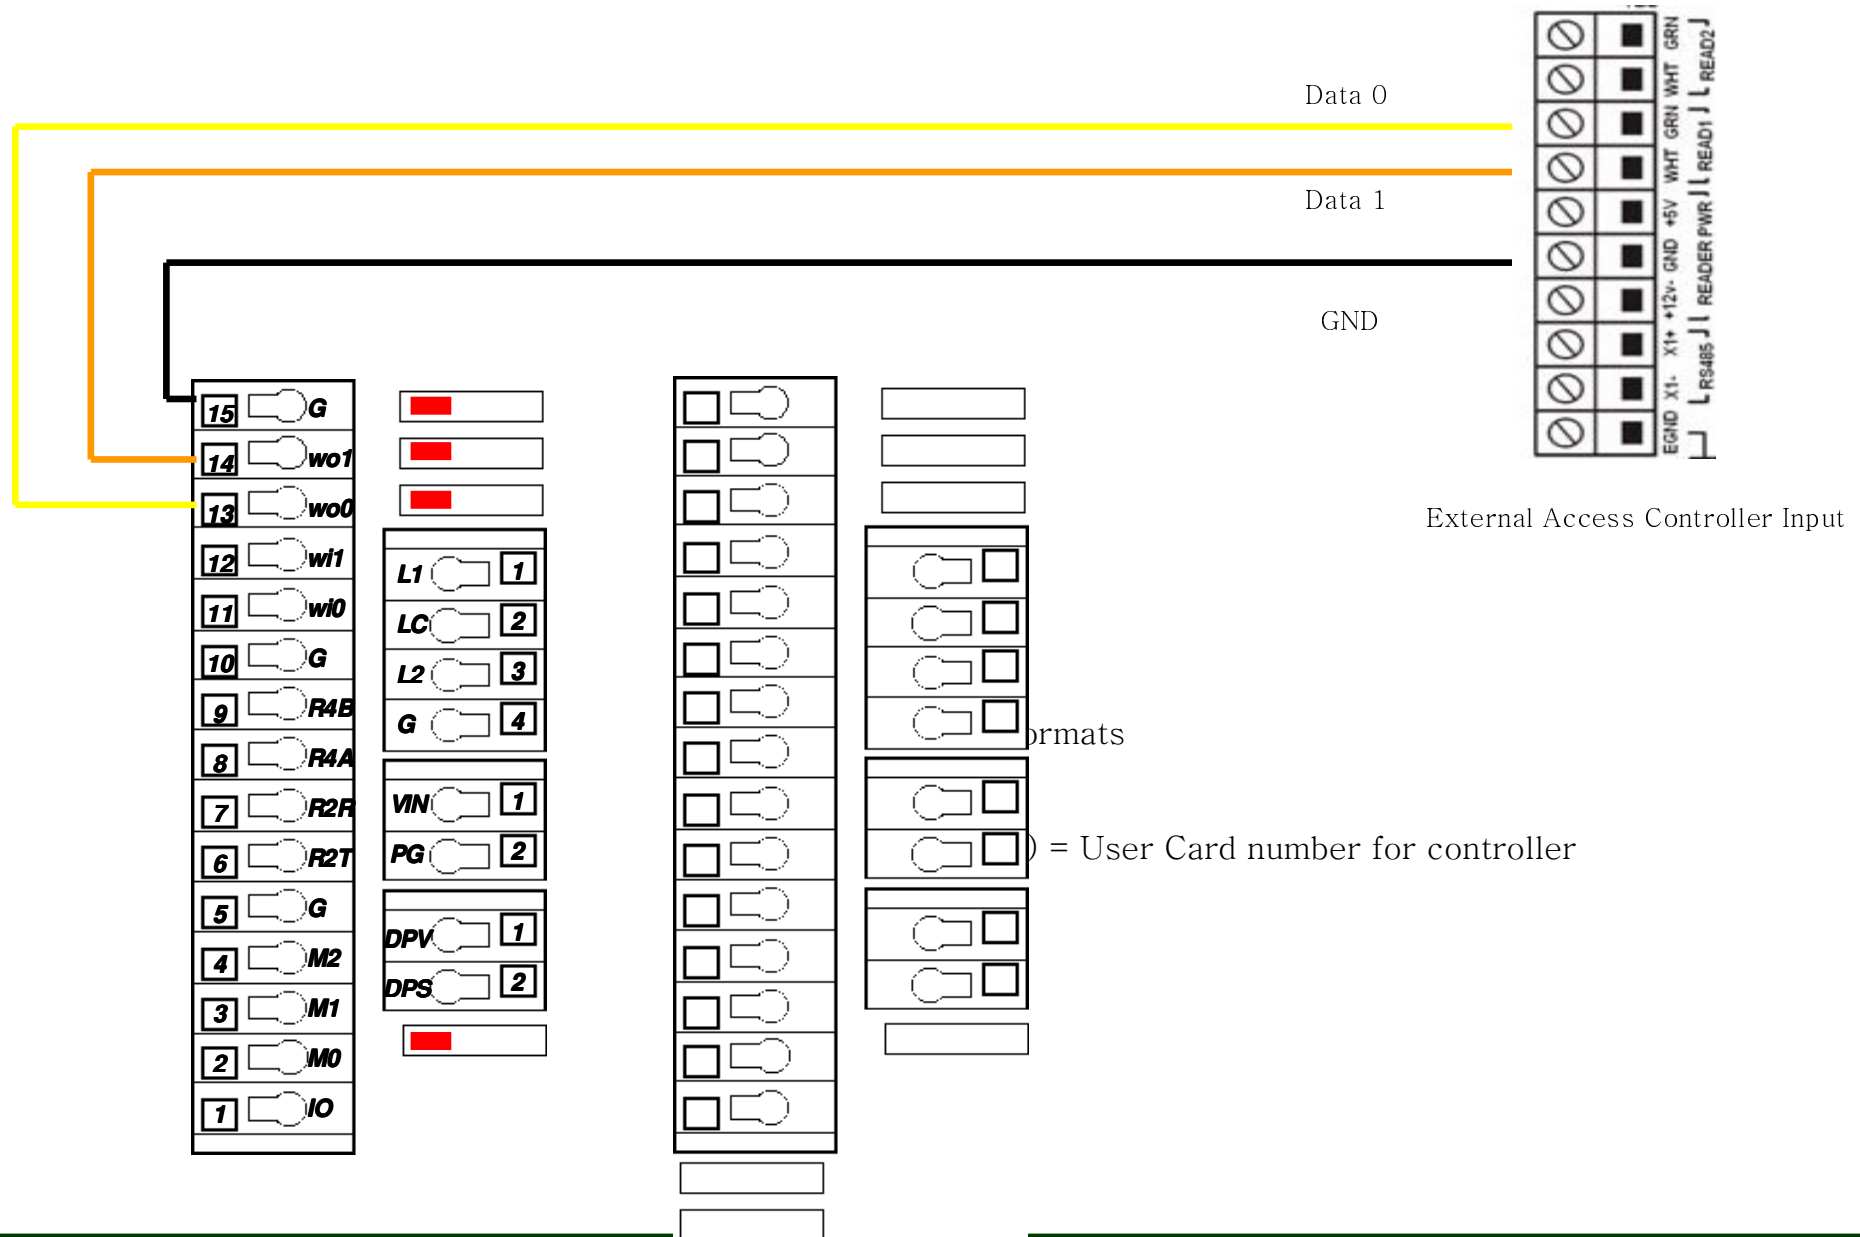 GRN
WHT
READ2
GRN
WHT
READ1
+5V
GND
+12v-
READER PWR
X1+
X1-
RS485
EGND
Data 0
Data 1
GND
External Access Controller Input
15 G
14 wo1
13 wo0
12 wi1
11 wi0
10 G
9 R4B
8 R4A
7 R2R
6 R2T
5 G
4 M2
3 M1
2 M0
1 IO
L1 1
LC 2
L2 3
G 4
VIN 1
PG 2
DPV 1
DPS 2
ormats
) = User Card number for controller